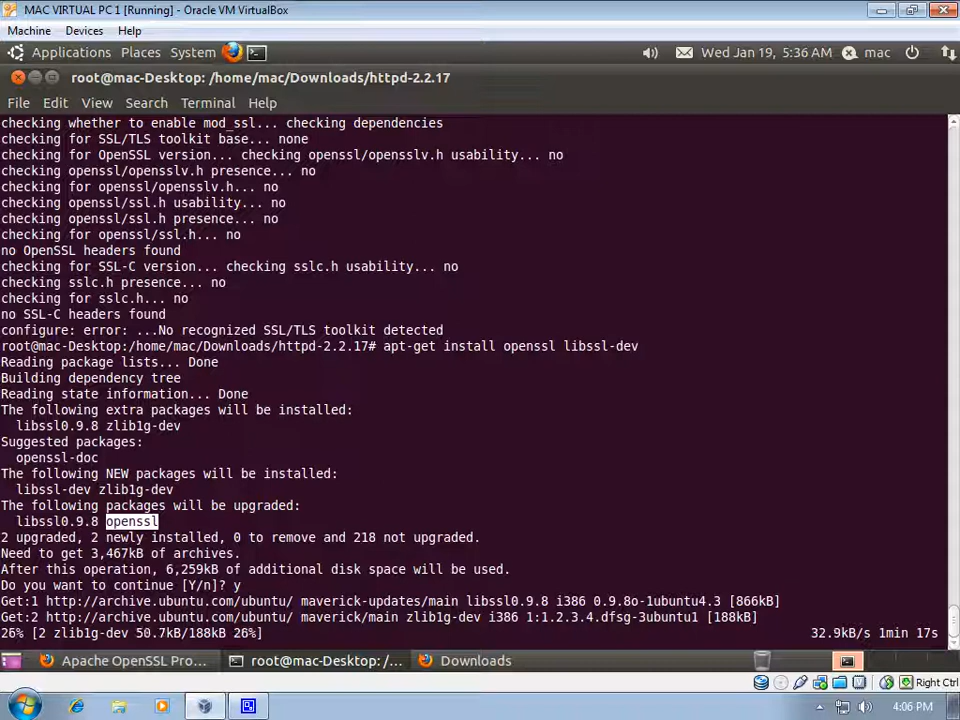 MAC VIRTUAL PC 1 [Running] - Oracle VM VirtualBox
Machine Devices Help
Applications Places System Wed Jan 19, 5:36 AM mac
root@mac-Desktop: /home/mac/Downloads/httpd-2.2.17
File Edit View Search Terminal Help
checking whether to enable mod_ssl... checking dependencies
checking for SSL/TLS toolkit base... none
checking for OpenSSL version... checking openssl/opensslv.h usability... no
checking openssl/opensslv.h presence... no
checking for openssl/opensslv.h... no
checking openssl/ssl.h usability... no
checking openssl/ssl.h presence... no
checking for openssl/ssl.h... no
no OpenSSL headers found
checking for SSL-C version... checking sslc.h usability... no
checking sslc.h presence... no
checking for sslc.h... no
no SSL-C headers found
configure: error: ...No recognized SSL/TLS toolkit detected
root@mac-Desktop:/home/mac/Downloads/httpd-2.2.17# apt-get install openssl libssl-dev
Reading package lists... Done
Building dependency tree
Reading state information... Done
The following extra packages will be installed:
libssl0.9.8 zlib1g-dev
Suggested packages:
openssl-doc
The following NEW packages will be installed:
libssl-dev zlib1g-dev
The following packages will be upgraded:
libssl0.9.8 openssl
2 upgraded, 2 newly installed, 0 to remove and 218 not upgraded.
Need to get 3,467kB of archives.
After this operation, 6,259kB of additional disk space will be used.
Do you want to continue [Y/n]? y
Get:1 http://archive.ubuntu.com/ubuntu/ maverick-updates/main libssl0.9.8 i386 0.9.8o-1ubuntu4.3 [866kB]
Get:2 http://archive.ubuntu.com/ubuntu/ maverick/main zlib1g-dev i386 1:1.2.3.4.dfsg-3ubuntu1 [188kB]
26% [2 zlib1g-dev 50.7kB/188kB 26%] 32.9kB/s 1min 17s
Apache OpenSSL Pro... root@mac-Desktop: /... Downloads
Right Ctrl
4:06 PM